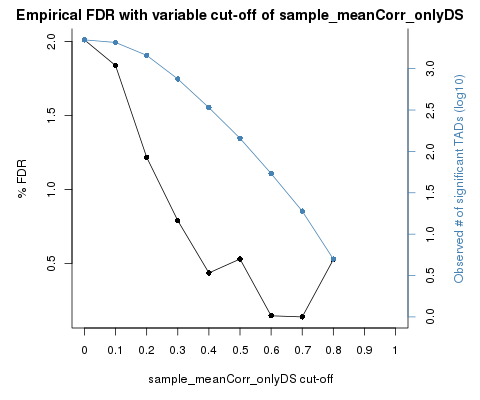 Empirical FDR with variable cut-off of sample_meanCorr_onlyDS
2.0
1.5
1.0
0.5
% FDR
3.0
2.5
2.0
1.5
1.0
0.5
0.0
Observed # of significant TADs (log10)
0 0.1 0.2 0.3 0.4 0.5 0.6 0.7 0.8 0.9 1
sample_meanCorr_onlyDS cut-off